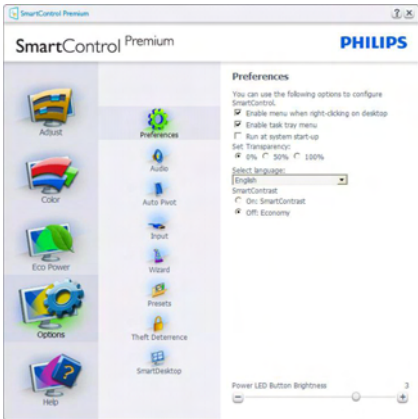 SmartControl Premium
SmartControl Premium
PHILIPS
Adjust
Color
Eco Power
Options
Help
Preferences
Audio
Auto Pivot
Input
Wizard
Presets
Theft Deterrence
SmartDesktop
Preferences
You can use the following options to configure
SmartControl.
Enable menu when right-clicking on desktop
Enable task tray menu
Run at system start-up
Set Transparency:
0% 50% 100%
Select language:
English
SmartContrast
On: SmartContrast
Off: Economy
Power LED Button Brightness 3